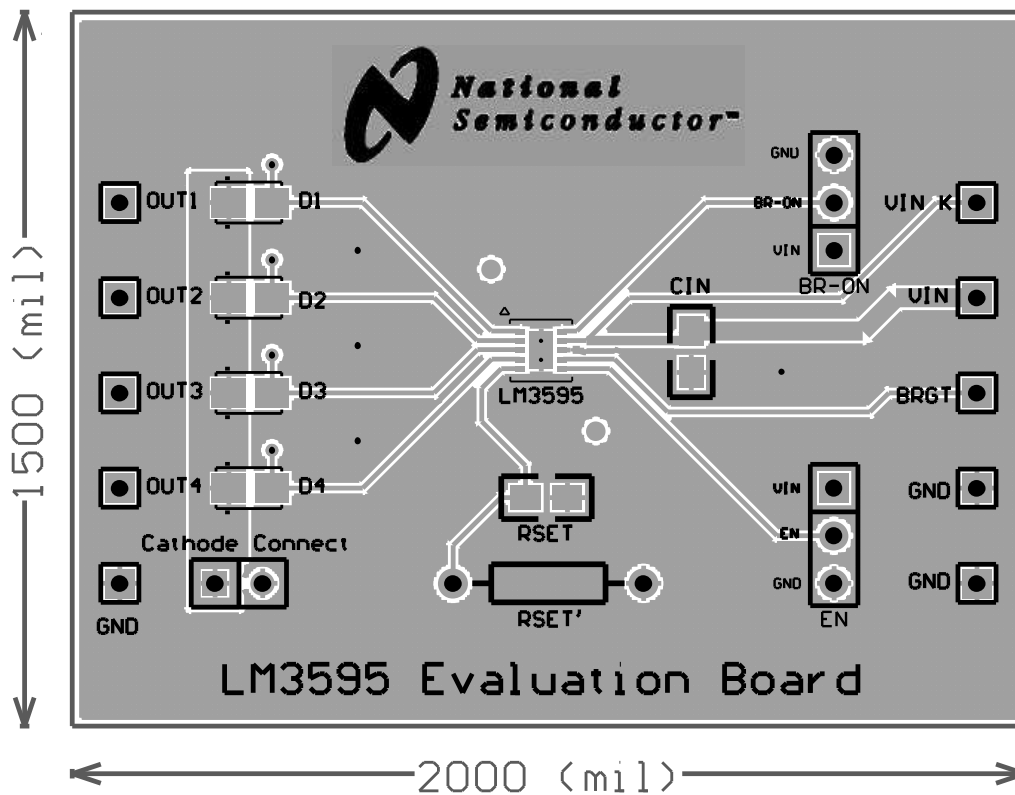 National
Semiconductor™
GND
OUT1
D1
BR-ON
VIN K
VIN
BR-ON
OUT2
D2
CIN
VIN
OUT3
D3
LM3595
BRGT
OUT4
D4
VIN
GND
RSET
EN
Cathode Connect
GND
GND
GND
RSET'
EN
LM3595 Evaluation Board
1500 (mil)
2000 (mil)